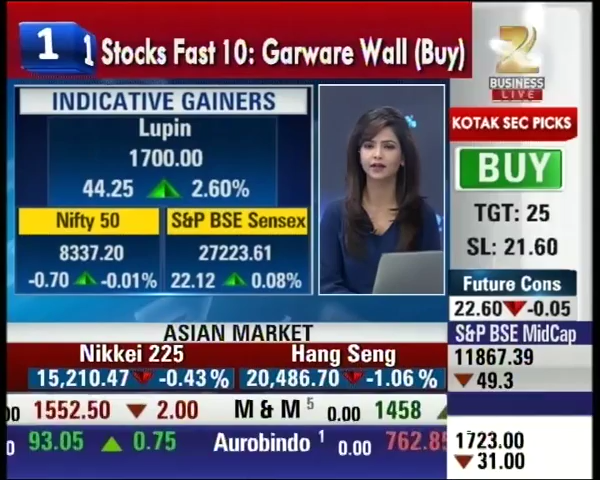 1 1 Stocks Fast 10: Garware Wall (Buy)
BUSINESS
LIVE
INDICATIVE GAINERS
Lupin
1700.00
44.25 2.60%
Nifty 50 S&P BSE Sensex
8337.20 27223.61
-0.70 -0.01% 22.12 0.08%
KOTAK SEC PICKS
BUY
TGT: 25
SL: 21.60
Future Cons
22.60 -0.05
ASIAN MARKET
Nikkei 225 Hang Seng
15,210.47 -0.43% 20,486.70 -1.06%
S&P BSE MidCap
11867.39
49.3
1552.50 2.00 M & M 5 0.00 1458
93.05 0.75 Aurobindo 1 0.00 762.85
1723.00
31.00